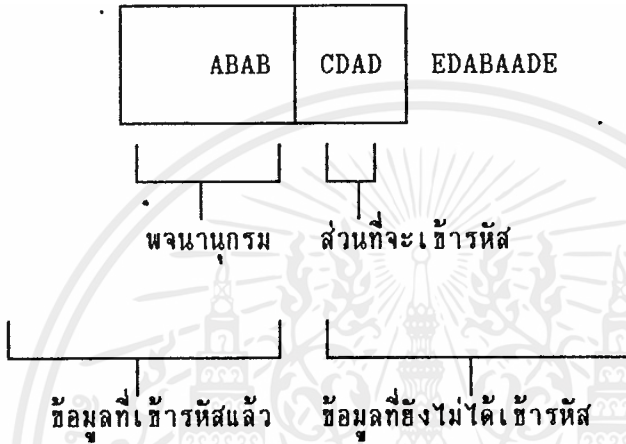 ABAB CDAD EDABAADE
พจนานุกรม ส่วนที่จะเข้ารหัส
ข้อมูลที่เข้ารหัสแล้ว ข้อมูลที่ยังไม่ได้เข้ารหัส